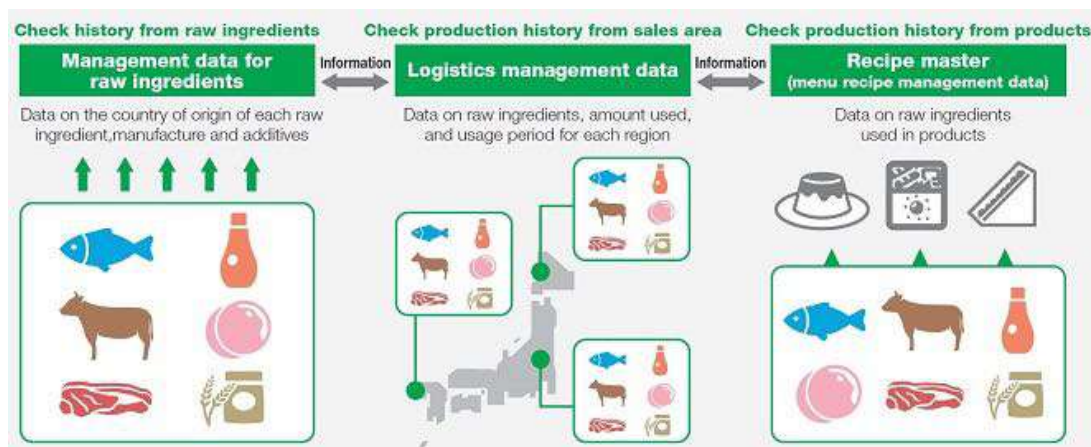 Check history from raw ingredients
Management data for
raw ingredients
Data on the country of origin of each raw
ingredient,manufacture and additives
Information
Check production history from sales area
Logistics management data
Data on raw ingredients, amount used,
and usage period for each region
Information
Check production history from products
Recipe master
(menu recipe management data)
Data on raw ingredients
used in products